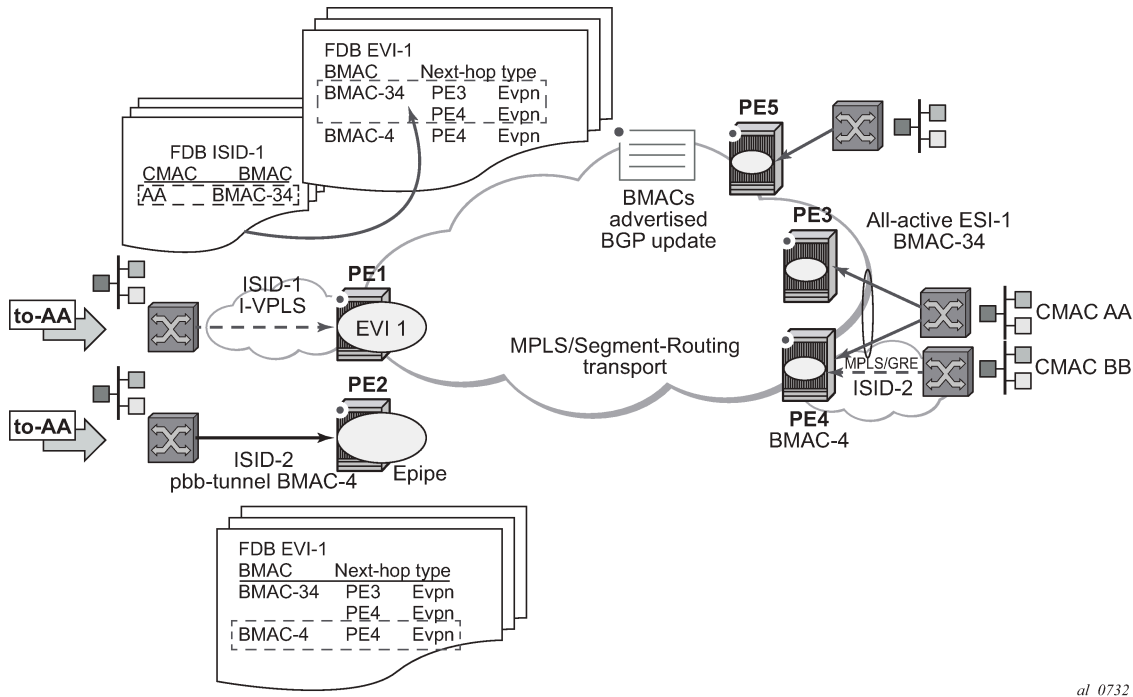 FDB EVI-1
BMAC Next-hop type
BMAC-34 PE3 Evpn
PE4 Evpn
BMAC-4 PE4 Evpn
FDB ISID-1
CMAC BMAC
AA BMAC-34
BMACs
advertised
BGP update
PE5
PE3
All-active ESI-1
BMAC-34
to-AA
ISID-1
I-VPLS
PE1
EVI 1
MPLS/Segment-Routing
transport
CMAC AA
MPLS/GRE
ISID-2
CMAC BB
PE4
BMAC-4
to-AA
ISID-2
pbb-tunnel BMAC-4
PE2
Epipe
FDB EVI-1
BMAC Next-hop type
BMAC-34 PE3 Evpn
PE4 Evpn
BMAC-4 PE4 Evpn
al_0732